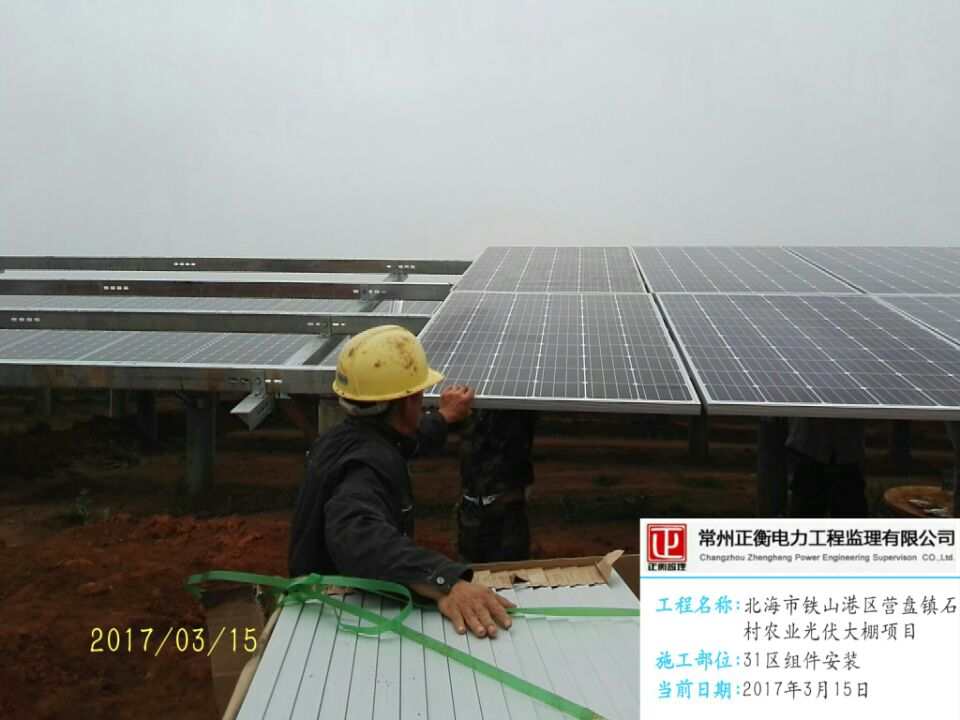 常州正衡电力工程监理有限公司
Changzhou Zhengheng Power Engineering Supervison CO.,Ltd.
正衡监理
工程名称:北海市铁山港区营盘镇石
村农业光伏大棚项目
施工部位:31区组件安装
当前日期:2017年3月15日
2017/03/15